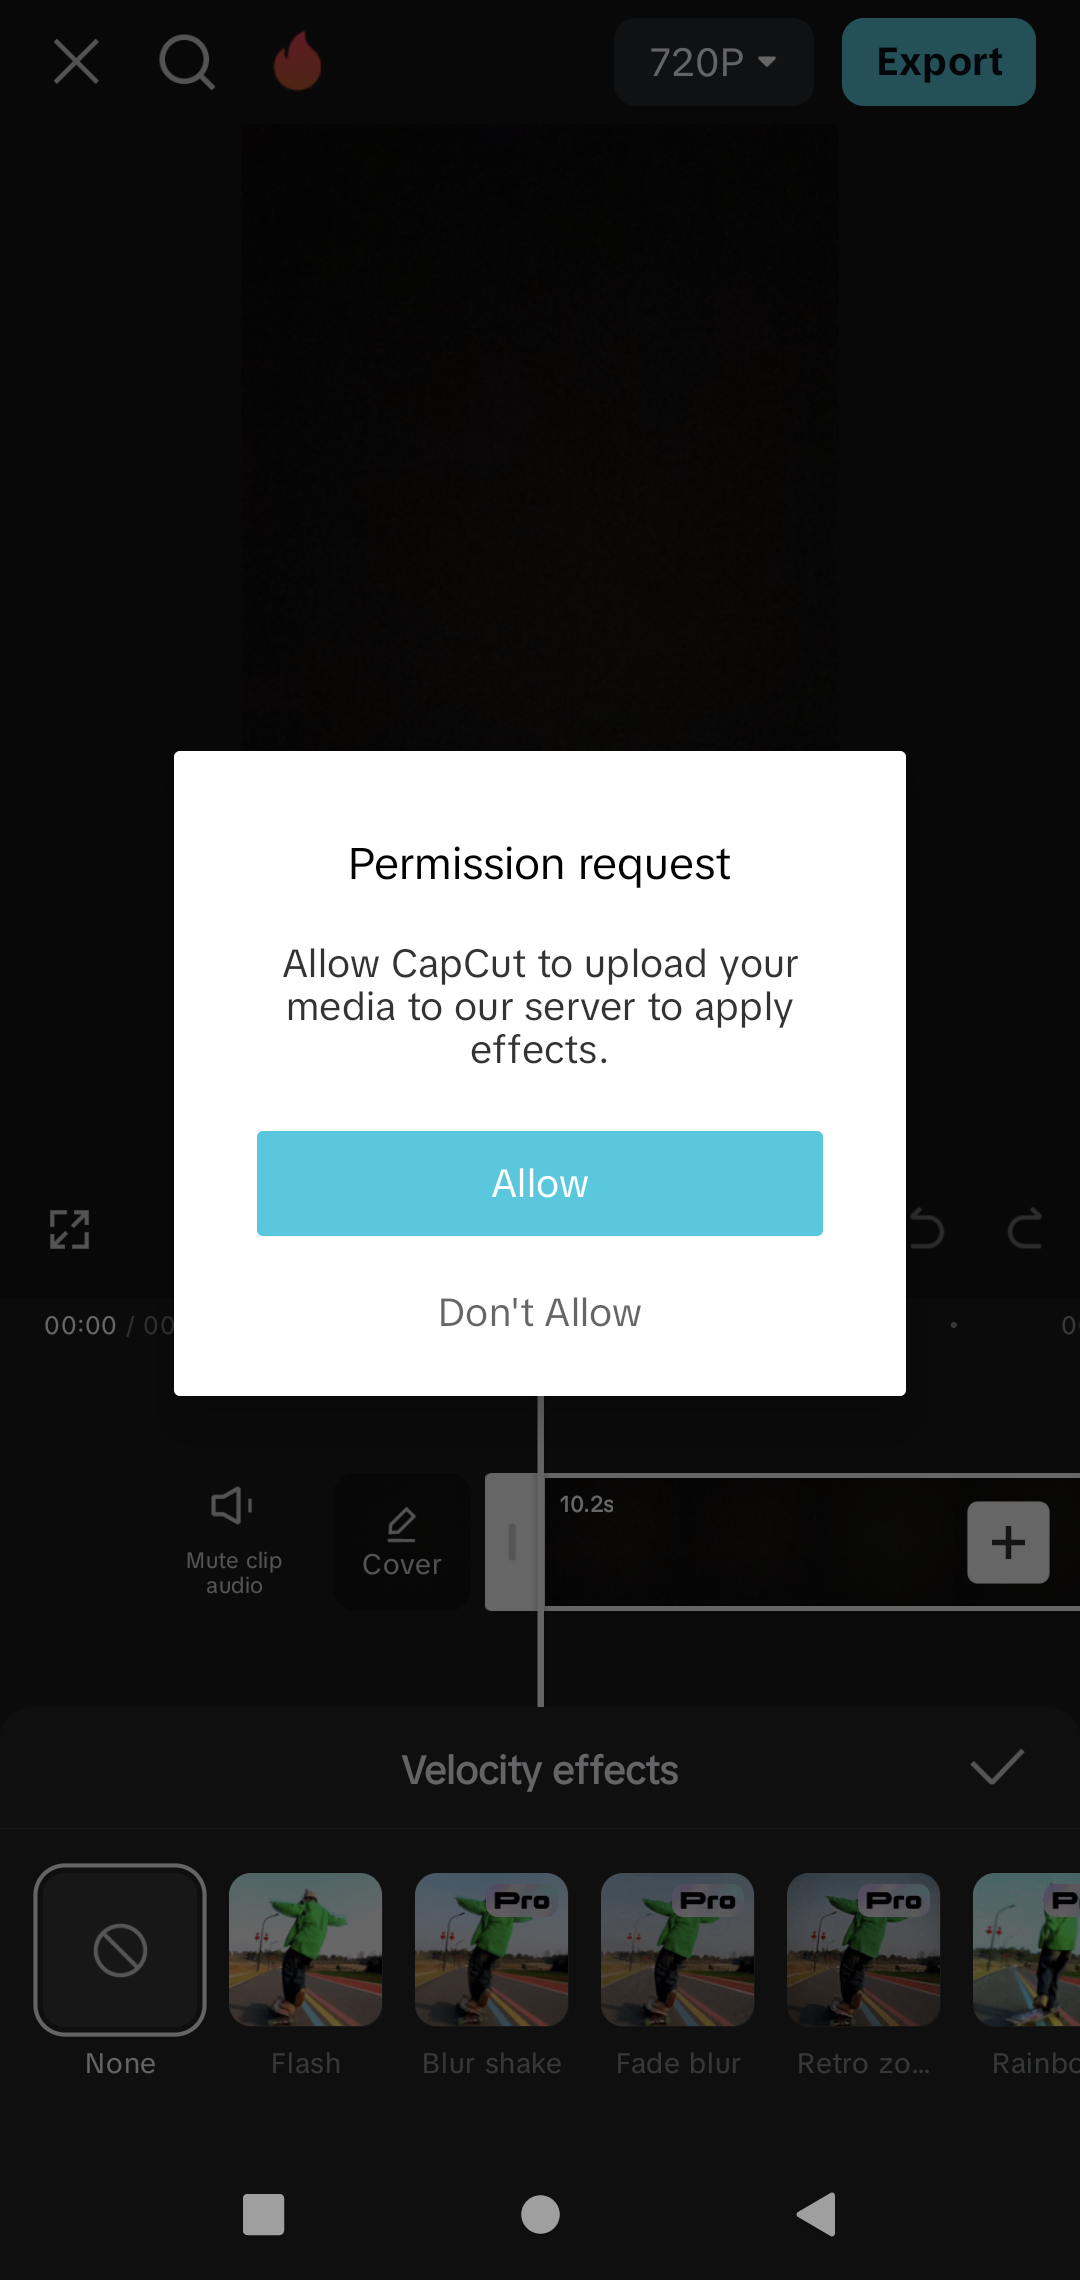 720P
Export
Permission request
Allow CapCut to upload your
media to our server to apply
effects.
Allow
Don't Allow
00:00 / 00
10.2s
Mute clip
audio
Cover
Velocity effects
Pro
Pro
Pro
None
Flash
Blur shake
Fade blur
Retro zo...